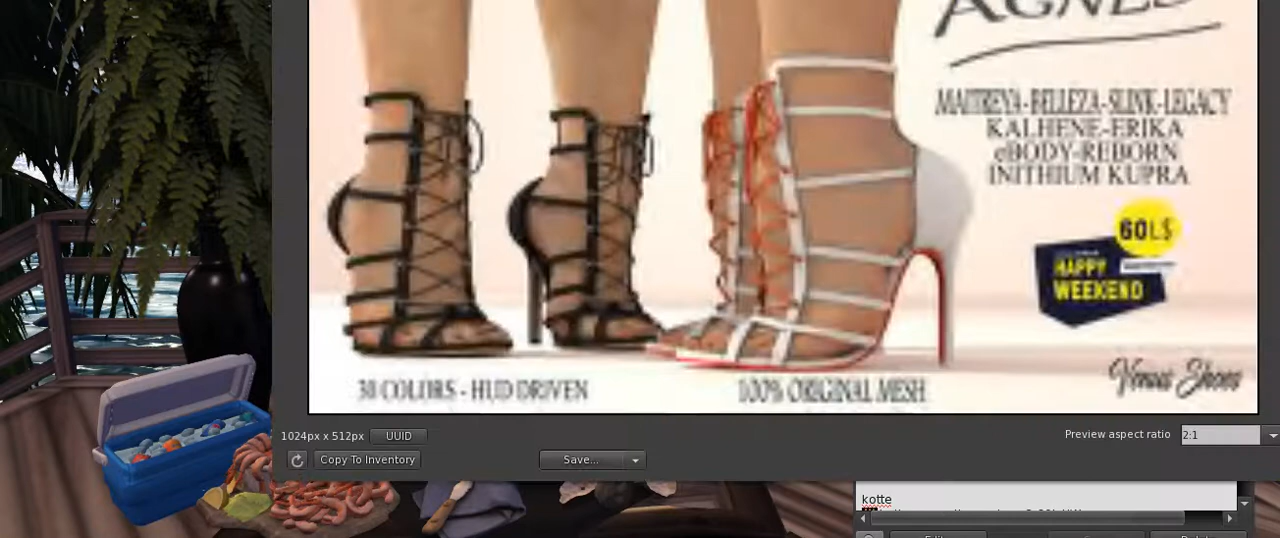 AGNES
MAITREYA-BELLEZA-SLINK-LEGACY
KALHENE-ERIKA
eBODY-REBORN
INITHIUM KUPRA
60L$
HAPPY
WEEKEND
30 COLORS - HUD DRIVEN
100% ORIGINAL MESH
Venus Shoes
1024px x 512px
UUID
Preview aspect ratio
2:1
Copy To Inventory
Save...
kotte